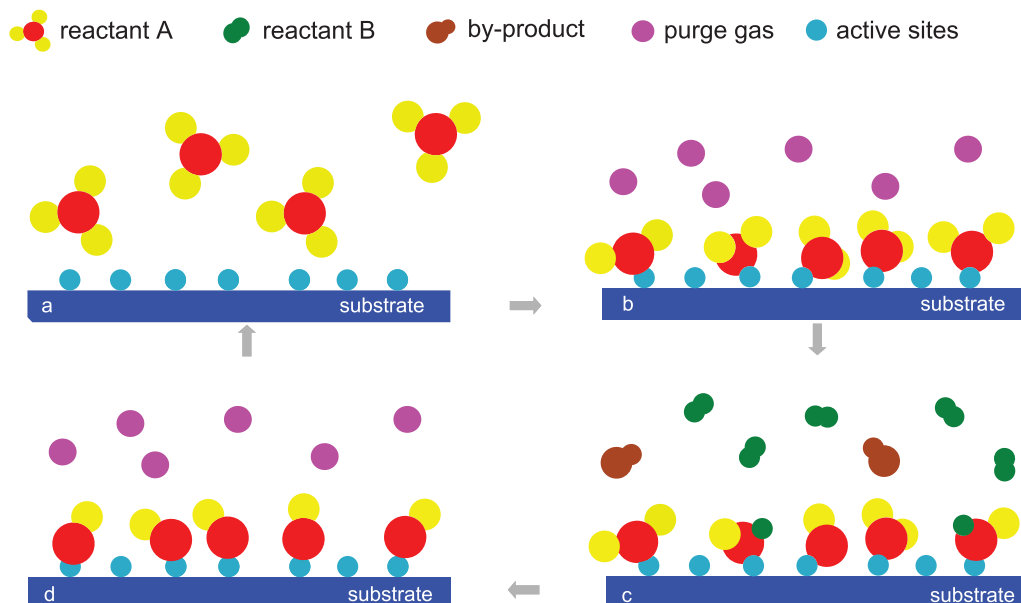 reactant A reactant B by-product purge gas active sites
a substrate
b substrate
d substrate
c substrate